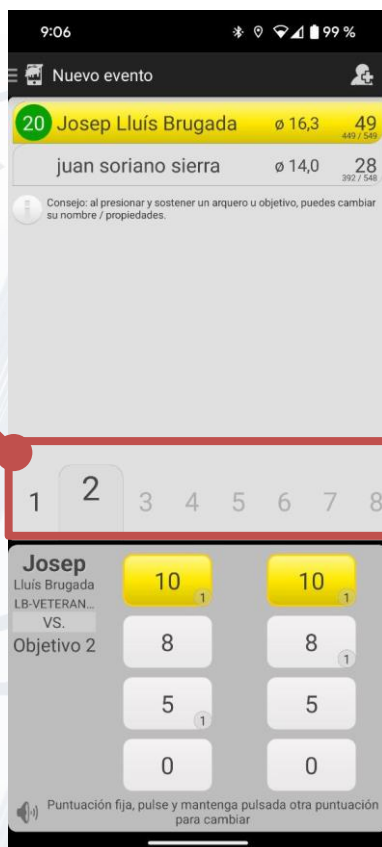 9:06 99 %
Nuevo evento
20 Josep Lluís Brugada ø 16,3 49
449 / 549
juan soriano sierra ø 14,0 28
392 / 548
Consejo: al presionar y sostener un arquero u objetivo, puedes cambiar
su nombre / propiedades.
1 2 3 4 5 6 7 8
Josep
Lluís Brugada
LB-VETERAN...
VS.
Objetivo 2
10 1 10 1
8 8 1
5 1 5
0 0
Puntuación fija, pulse y mantenga pulsada otra puntuación
para cambiar